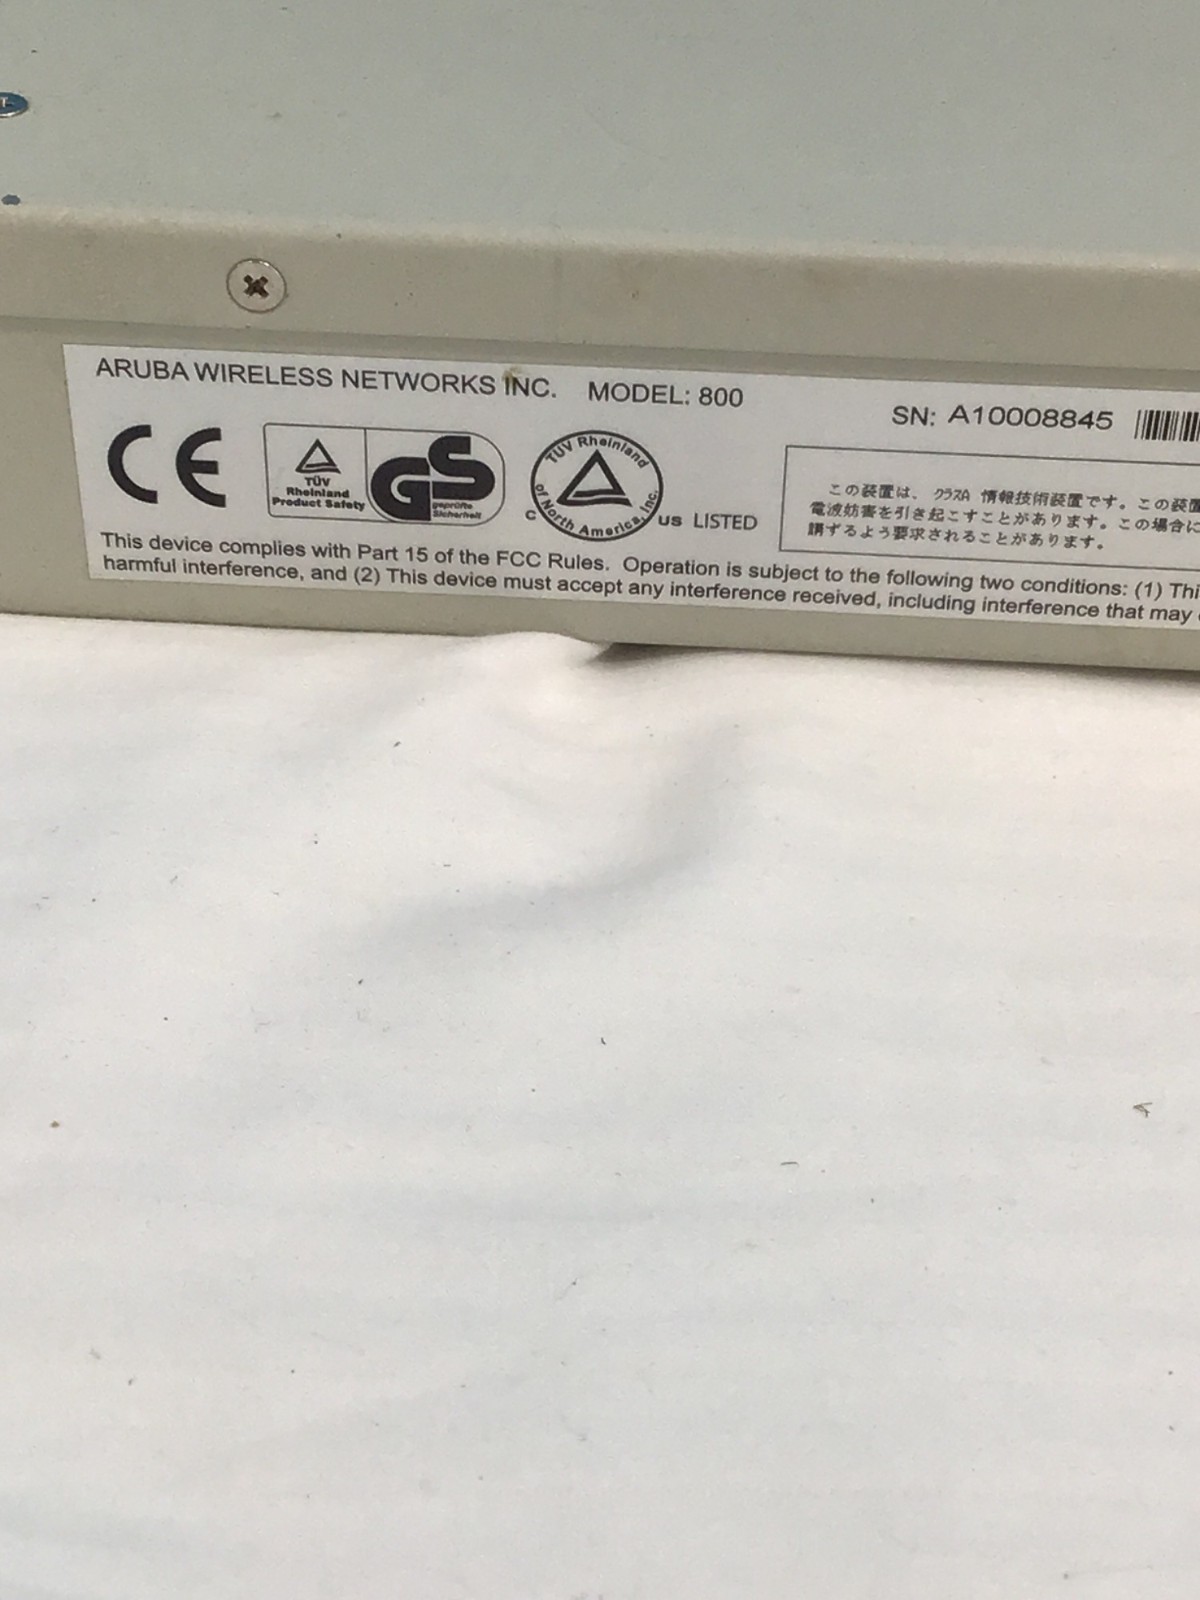 ARUBA WIRELESS NETWORKS INC. MODEL: 800
SN: A10008845
CE
TÜV
Rheinland
Product Safety
GS
geprüfte
Sicherheit
TÜV Rheinland
of North America, Inc.
C US LISTED
この装置は、クラスA 情報技術装置です。この装置
電波妨害を引き起こすことがあります。この場合に
講ずるよう要求されることがあります。
This device complies with Part 15 of the FCC Rules. Operation is subject to the following two conditions: (1) Thi
harmful interference, and (2) This device must accept any interference received, including interference that may